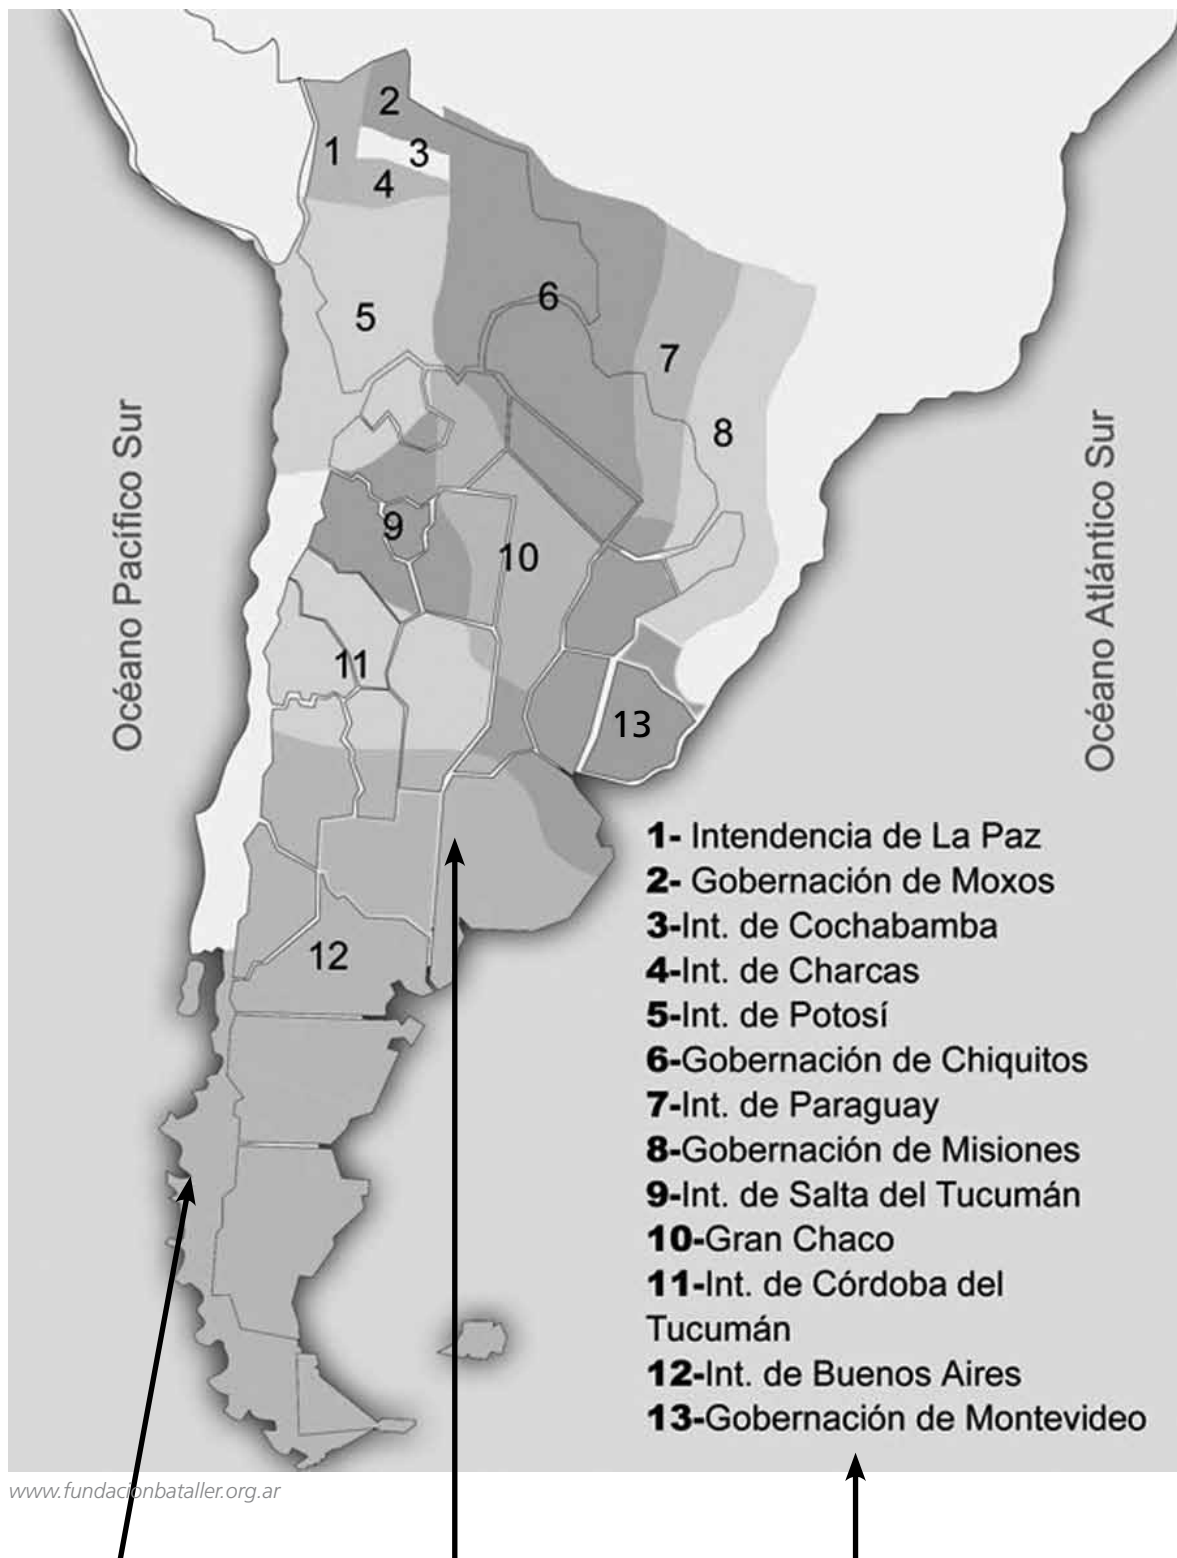 1
2
3
4
5
6
7
8
9
10
11
12
13
Océano Pacífico Sur
Océano Atlántico Sur
1- Intendencia de La Paz
2- Gobernación de Moxos
3-Int. de Cochabamba
4-Int. de Charcas
5-Int. de Potosí
6-Gobernación de Chiquitos
7-Int. de Paraguay
8-Gobernación de Misiones
9-Int. de Salta del Tucumán
10-Gran Chaco
11-Int. de Córdoba del
Tucumán
12-Int. de Buenos Aires
13-Gobernación de Montevideo
www.fundacionbataller.org.ar